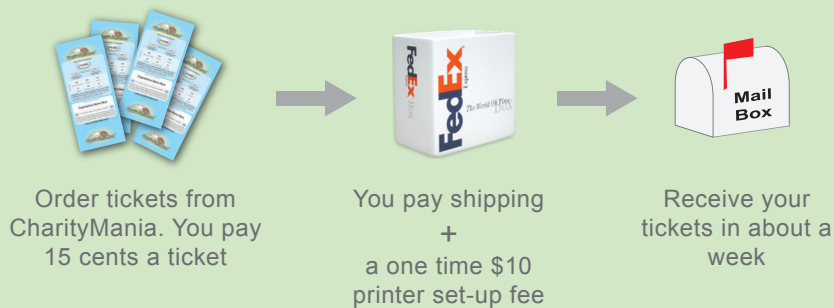 FedEx
Express
FedEx
Box
The World On Time
Mail
Box
Order tickets from
CharityMania. You pay
15 cents a ticket
You pay shipping
+
a one time $10
printer set-up fee
Receive your
tickets in about a
week